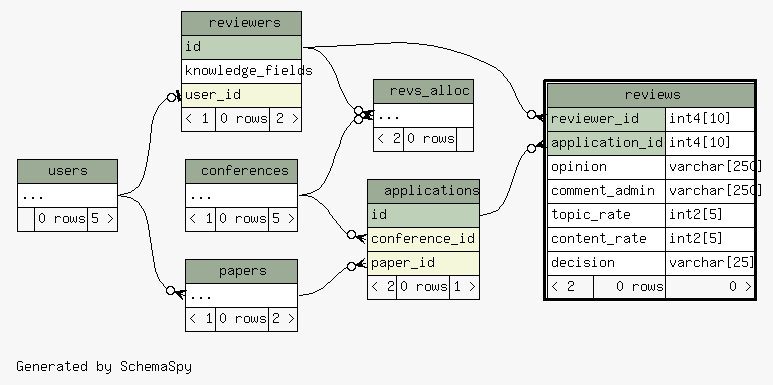 reviewers
id
knowledge_fields
user_id
< 1 0 rows 2 >
revs_alloc
...
< 2 0 rows
reviews
reviewer_id int4[10]
application_id int4[10]
opinion varchar[250]
comment_admin varchar[250]
topic_rate int2[5]
content_rate int2[5]
decision varchar[25]
< 2 0 rows 0 >
users
...
0 rows 5 >
conferences
...
< 1 0 rows 5 >
applications
id
conference_id
paper_id
< 2 0 rows 1 >
papers
...
< 1 0 rows 2 >
Generated by SchemaSpy